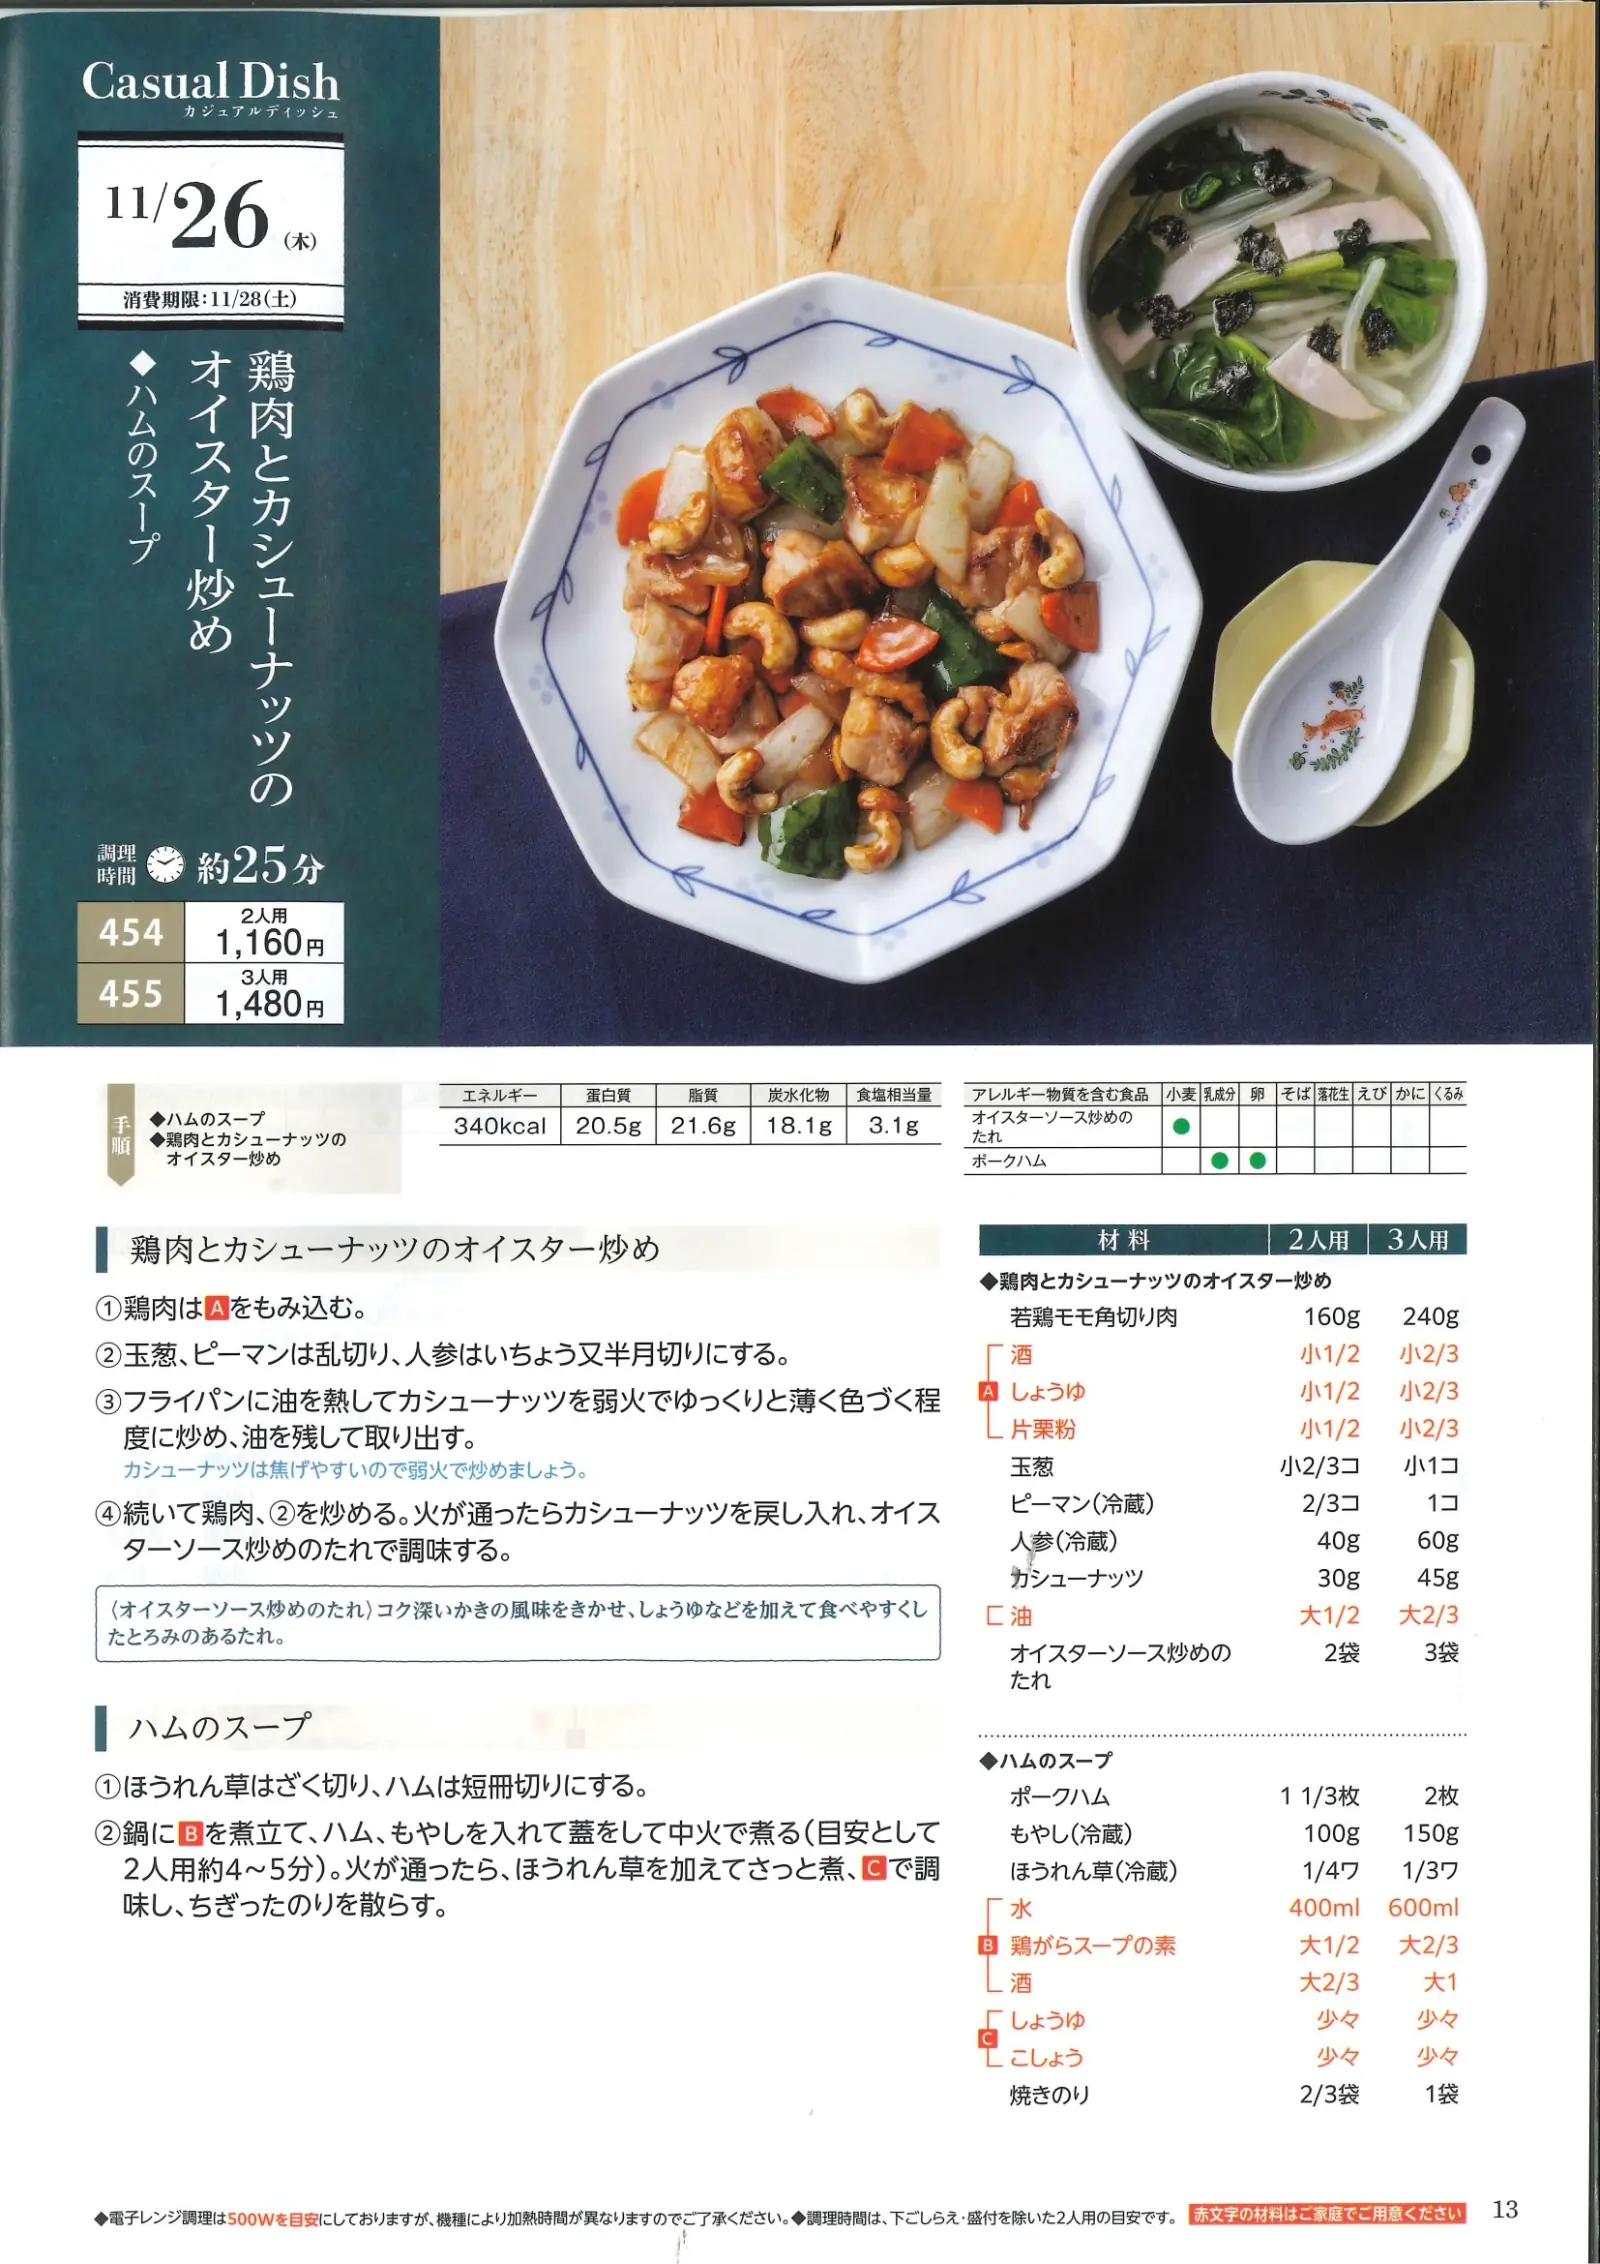 Casual Dish
カジュアルディッシュ
11/26(木)
消費期限:11/28(土)
鶏肉とカシューナッツの
オイスター炒め
◆ハムのスープ
調理
時間
約25分
454 2人用 1,160円
455 3人用 1,480円
手順
◆ハムのスープ
◆鶏肉とカシューナッツの
オイスター炒め
エネルギー 蛋白質 脂質 炭水化物 食塩相当量
340kcal 20.5g 21.6g 18.1g 3.1g
アレルギー物質を含む食品 小麦 乳成分 卵 そば 落花生 えび かに くるみ
オイスターソース炒めの
たれ ●
ポークハム ● ●
鶏肉とカシューナッツのオイスター炒め
①鶏肉はAをもみ込む。
②玉葱、ピーマンは乱切り、人参はいちょう又半月切りにする。
③フライパンに油を熱してカシューナッツを弱火でゆっくりと薄く色づく程
度に炒め、油を残して取り出す。
カシューナッツは焦げやすいので弱火で炒めましょう。
④続いて鶏肉、②を炒める。火が通ったらカシューナッツを戻し入れ、オイス
ターソース炒めのたれで調味する。
〈オイスターソース炒めのたれ〉コク深いかきの風味をきかせ、しょうゆなどを加えて食べやすくし
たとろみのあるたれ。
ハムのスープ
①ほうれん草はざく切り、ハムは短冊切りにする。
②鍋にBを煮立て、ハム、もやしを入れて蓋をして中火で煮る(目安として
2人用約4~5分)。火が通ったら、ほうれん草を加えてさっと煮、Cで調
味し、ちぎったのりを散らす。
材料 2人用 3人用
◆鶏肉とカシューナッツのオイスター炒め
若鶏モモ角切り肉 160g 240g
酒 小1/2 小2/3
A しょうゆ 小1/2 小2/3
片栗粉 小1/2 小2/3
玉葱 小2/3コ 小1コ
ピーマン(冷蔵) 2/3コ 1コ
人参(冷蔵) 40g 60g
カシューナッツ 30g 45g
油 大1/2 大2/3
オイスターソース炒めの 2袋 3袋
たれ
◆ハムのスープ
ポークハム 1 1/3枚 2枚
もやし(冷蔵) 100g 150g
ほうれん草(冷蔵) 1/4ワ 1/3ワ
水 400ml 600ml
B 鶏がらスープの素 大1/2 大2/3
酒 大2/3 大1
しょうゆ 少々 少々
C
こしょう 少々 少々
焼きのり 2/3袋 1袋
◆電子レンジ調理は500Wを目安にしておりますが、機種により加熱時間が異なりますのでご了承ください。◆調理時間は、下ごしらえ・盛付を除いた2人用の目安です。 赤文字の材料はご家庭でご用意ください 13